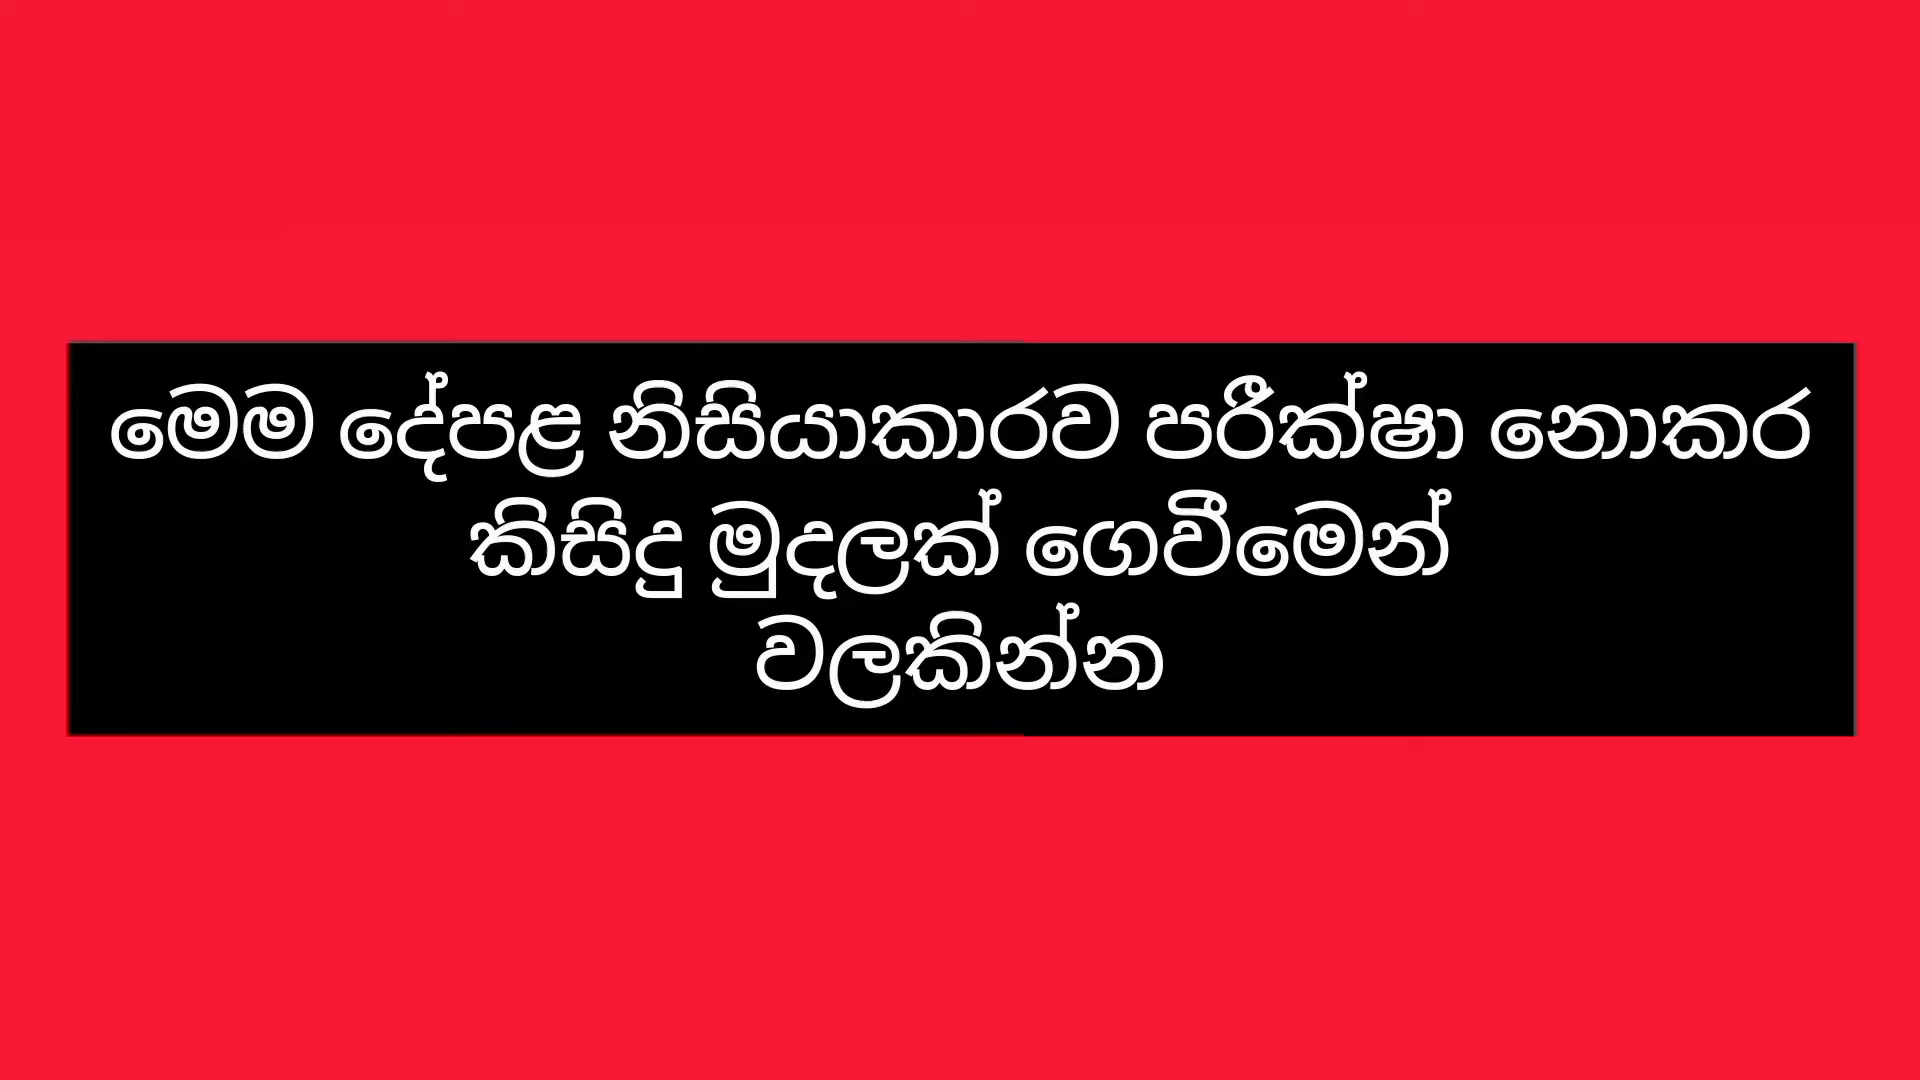 මෙම දේපළ නිසියාකාරව පරීක්ෂා නොකර
කිසිදු මුදලක් ගෙවීමෙන්
වලකින්න